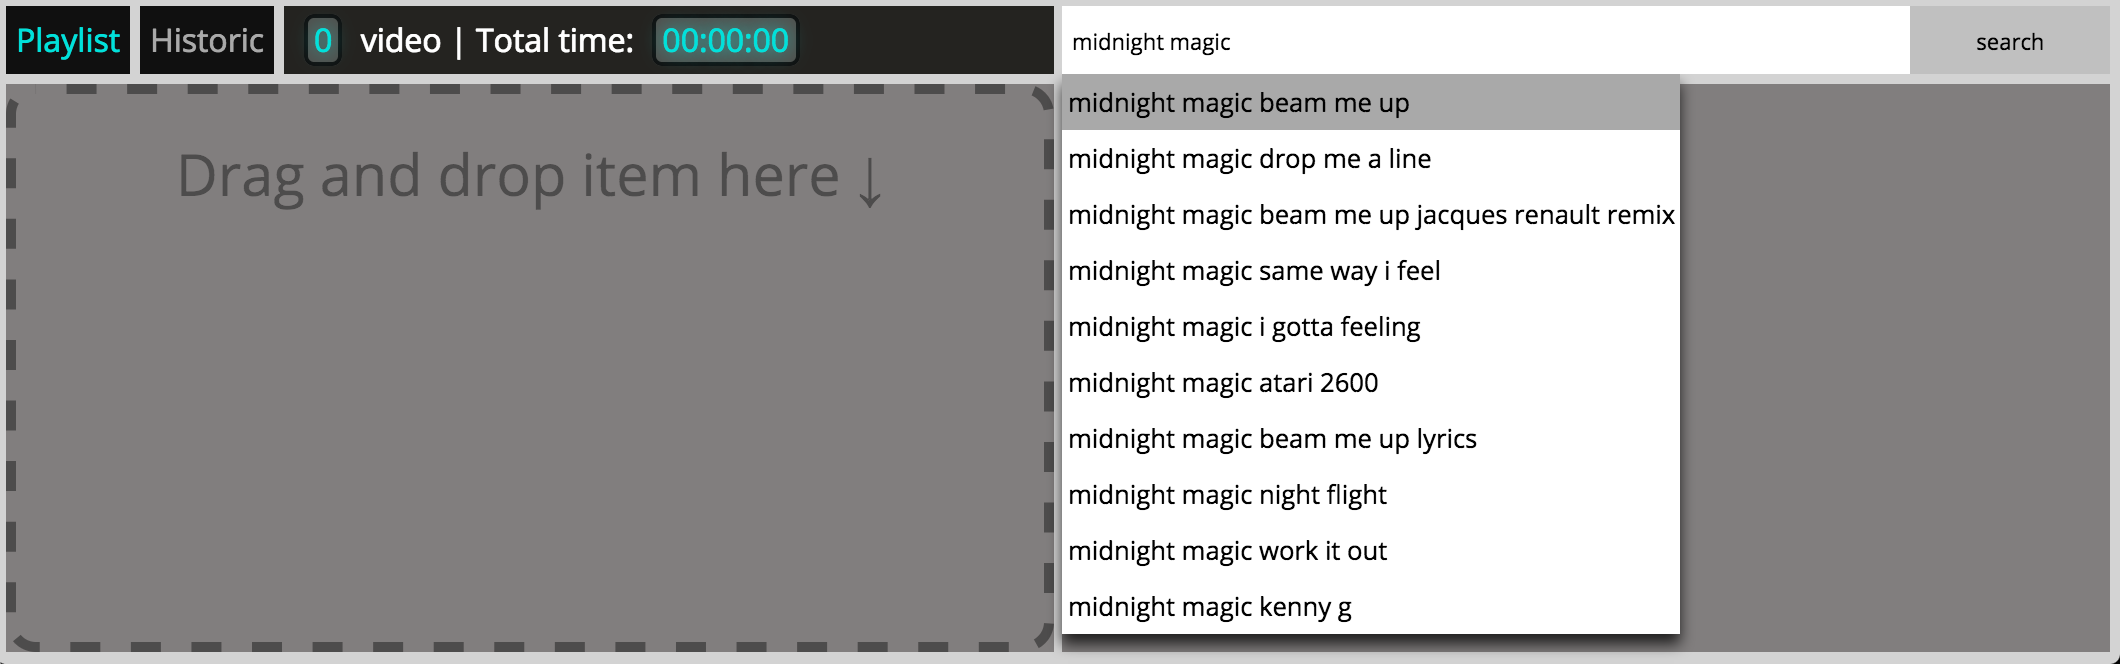 Playlist Historic 0 video | Total time: 00:00:00
midnight magic search
Drag and drop item here ↓
midnight magic beam me up
midnight magic drop me a line
midnight magic beam me up jacques renault remix
midnight magic same way i feel
midnight magic i gotta feeling
midnight magic atari 2600
midnight magic beam me up lyrics
midnight magic night flight
midnight magic work it out
midnight magic kenny g